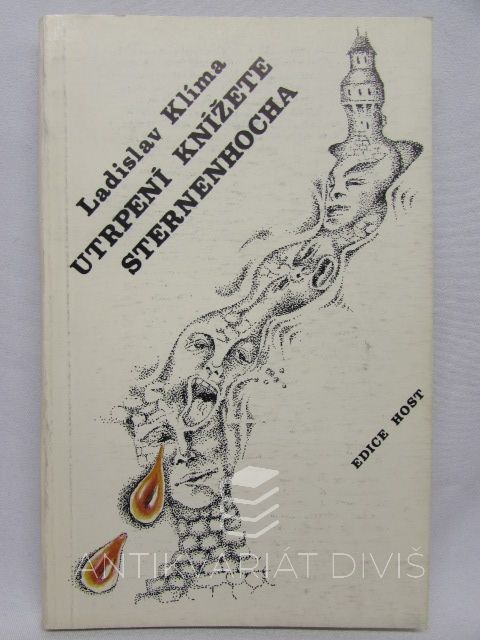 Ladislav Klíma
UTRPENÍ KNÍŽETE
STERNENHOCHA
EDICE HOST
ANTIKVARIÁT DIVIŠ